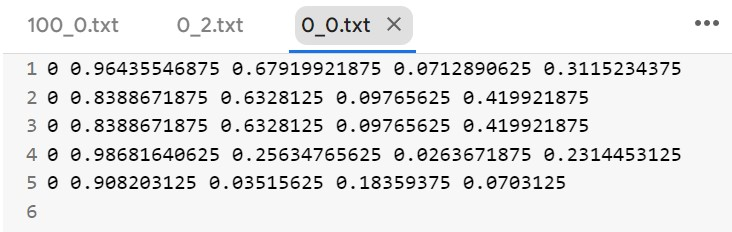 100_0.txt 0_2.txt 0_0.txt
1 0 0.96435546875 0.67919921875 0.0712890625 0.3115234375
2 0 0.8388671875 0.6328125 0.09765625 0.419921875
3 0 0.8388671875 0.6328125 0.09765625 0.419921875
4 0 0.98681640625 0.25634765625 0.0263671875 0.2314453125
5 0 0.908203125 0.03515625 0.18359375 0.0703125
6